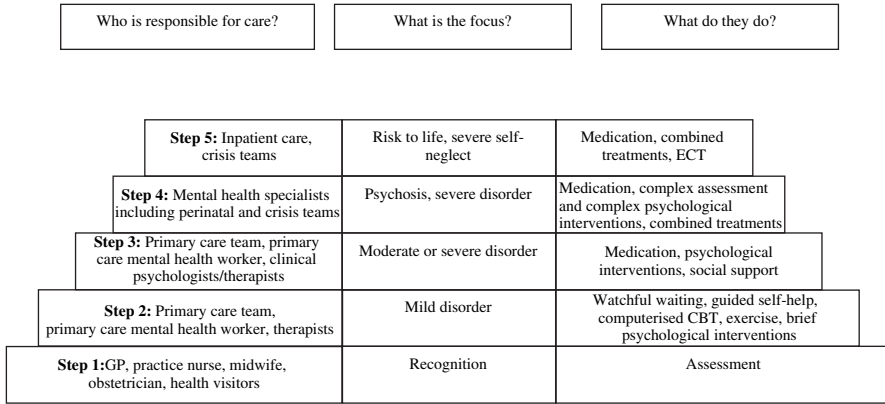 Who is responsible for care?
What is the focus?
What do they do?
Step 5: Inpatient care,
crisis teams
Risk to life, severe self-
neglect
Medication, combined
treatments, ECT
Step 4: Mental health specialists
including perinatal and crisis teams
Psychosis, severe disorder
Medication, complex assessment
and complex psychological
interventions, combined treatments
Step 3: Primary care team, primary
care mental health worker, clinical
psychologists/therapists
Moderate or severe disorder
Medication, psychological
interventions, social support
Step 2: Primary care team,
primary care mental health worker, therapists
Mild disorder
Watchful waiting, guided self-help,
computerised CBT, exercise, brief
psychological interventions
Step 1:GP, practice nurse, midwife,
obstetrician, health visitors
Recognition
Assessment